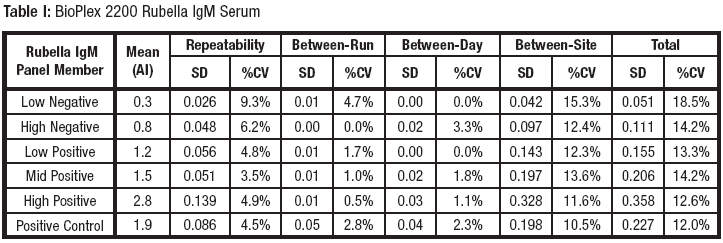 Table I: BioPlex 2200 Rubella IgM Serum
Rubella IgM Panel Member Mean (AI) Repeatability Between-Run Between-Day Between-Site Total
SD %CV SD %CV SD %CV SD %CV SD %CV
Low Negative 0.3 0.026 9.3% 0.01 4.7% 0.00 0.0% 0.042 15.3% 0.051 18.5%
High Negative 0.8 0.048 6.2% 0.00 0.0% 0.02 3.3% 0.097 12.4% 0.111 14.2%
Low Positive 1.2 0.056 4.8% 0.01 1.7% 0.00 0.0% 0.143 12.3% 0.155 13.3%
Mid Positive 1.5 0.051 3.5% 0.01 1.0% 0.02 1.8% 0.197 13.6% 0.206 14.2%
High Positive 2.8 0.139 4.9% 0.01 0.5% 0.03 1.1% 0.328 11.6% 0.358 12.6%
Positive Control 1.9 0.086 4.5% 0.05 2.8% 0.04 2.3% 0.198 10.5% 0.227 12.0%